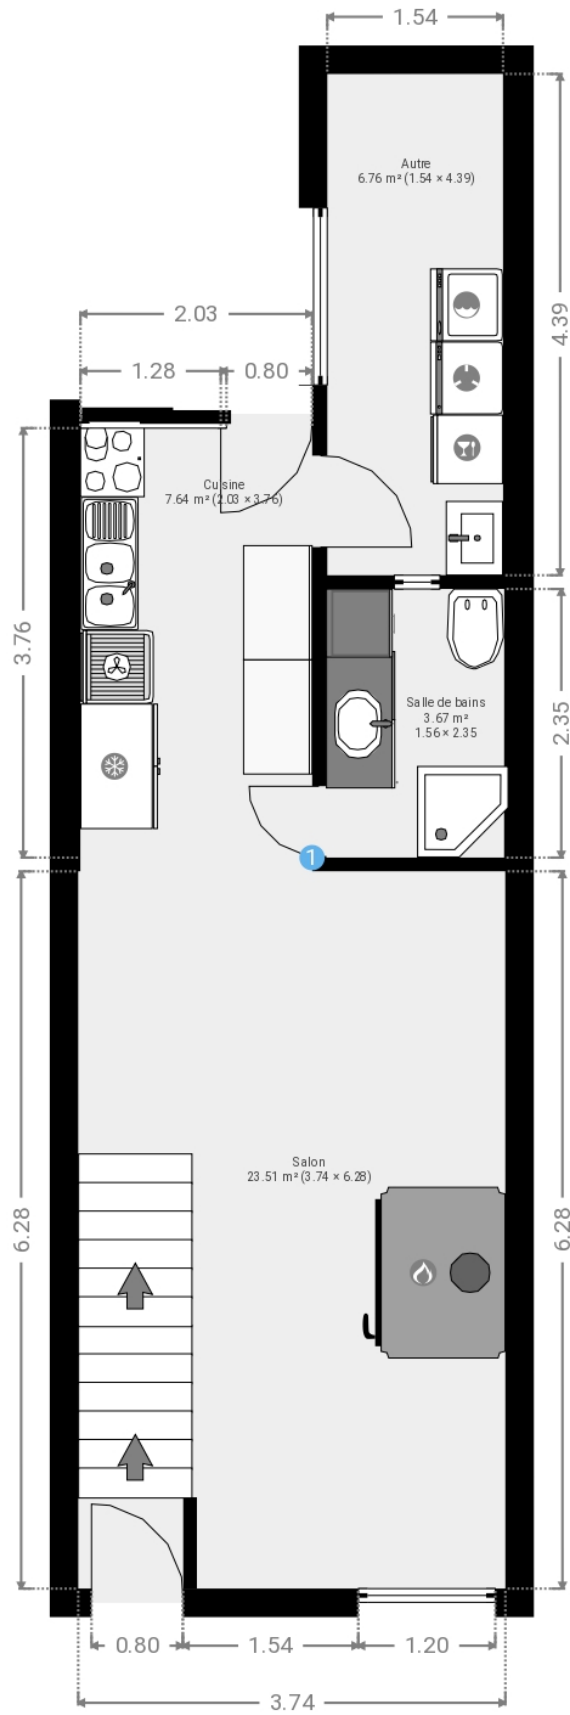 1.54
Autre
6.76 m² (1.54 × 4.39)
2.03
4.39
1.28
0.80
Cuisine
7.64 m² (2.03 × 3.76)
3.76
Salle de bains
3.67 m²
1.56 × 2.35
2.35
1
Salon
23.51 m² (3.74 × 6.28)
6.28
6.28
0.80
1.54
1.20
3.74